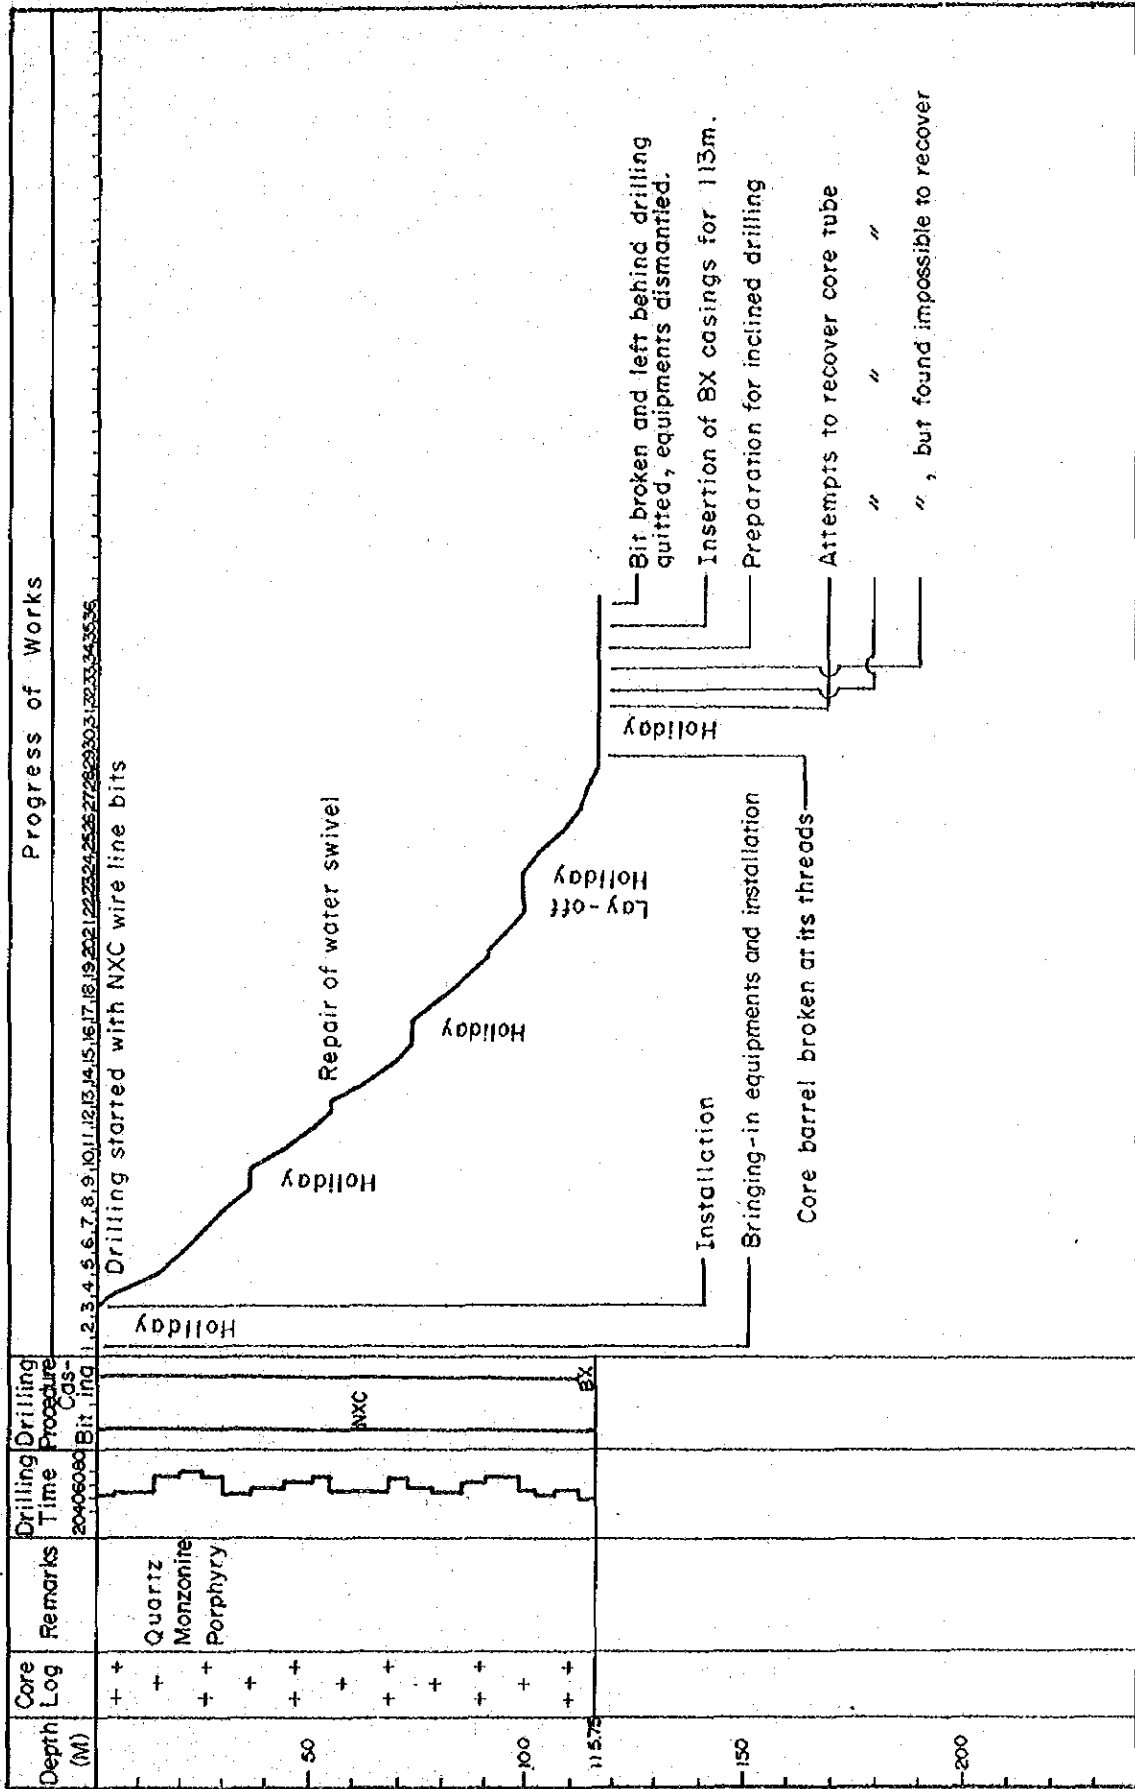 Depth
(M)
Core
Log
Remarks
Drilling
Time
20406080
Drilling
Procedure
Bit
Cas-
ing
Progress of Works
1, 2, 3, 4, 5, 6, 7, 8, 9, 10, 11, 12, 13, 14, 15, 16, 17, 18, 19, 20, 21, 22, 23, 24, 25, 26, 27, 28, 29, 30, 31, 32, 33, 34, 35, 36
Drilling started with NXC wire line bits
Quartz
Monzonite
Porphyry
NXC
BX
50
100
115.75
150
200
Holiday
Holiday
Repair of water swivel
Holiday
Lay-off
Holiday
Holiday
Installation
Bringing-in equipments and installation
Core barrel broken at its threads
Bit broken and left behind drilling
quitted, equipments dismantled.
Insertion of BX casings for 113m.
Preparation for inclined drilling
Attempts to recover core tube
〃 〃 〃
〃 , but found impossible to recover